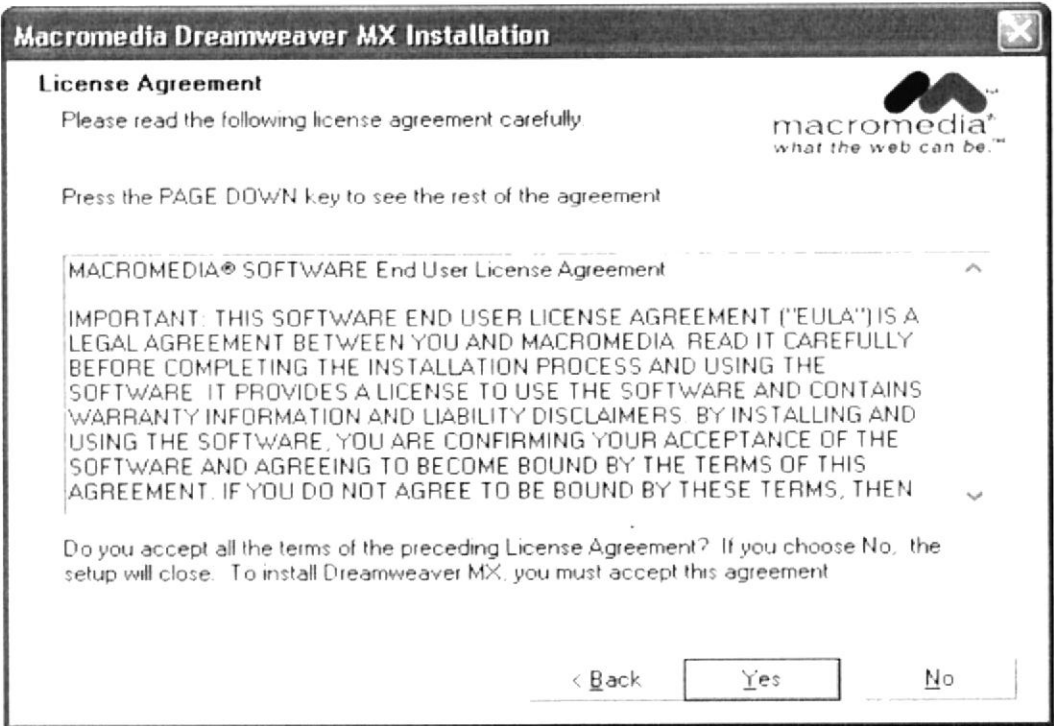 Macromedia Dreamweaver MX Installation
License Agreement
Please read the following license agreement carefully.
macromedia®
what the web can be.™
Press the PAGE DOWN key to see the rest of the agreement
MACROMEDIA® SOFTWARE End User License Agreement
IMPORTANT: THIS SOFTWARE END USER LICENSE AGREEMENT ("EULA") IS A
LEGAL AGREEMENT BETWEEN YOU AND MACROMEDIA. READ IT CAREFULLY
BEFORE COMPLETING THE INSTALLATION PROCESS AND USING THE
SOFTWARE. IT PROVIDES A LICENSE TO USE THE SOFTWARE AND CONTAINS
WARRANTY INFORMATION AND LIABILITY DISCLAIMERS. BY INSTALLING AND
USING THE SOFTWARE, YOU ARE CONFIRMING YOUR ACCEPTANCE OF THE
SOFTWARE AND AGREEING TO BECOME BOUND BY THE TERMS OF THIS
AGREEMENT. IF YOU DO NOT AGREE TO BE BOUND BY THESE TERMS, THEN
Do you accept all the terms of the preceding License Agreement? If you choose No, the
setup will close. To install Dreamweaver MX, you must accept this agreement
< Back
Yes
No